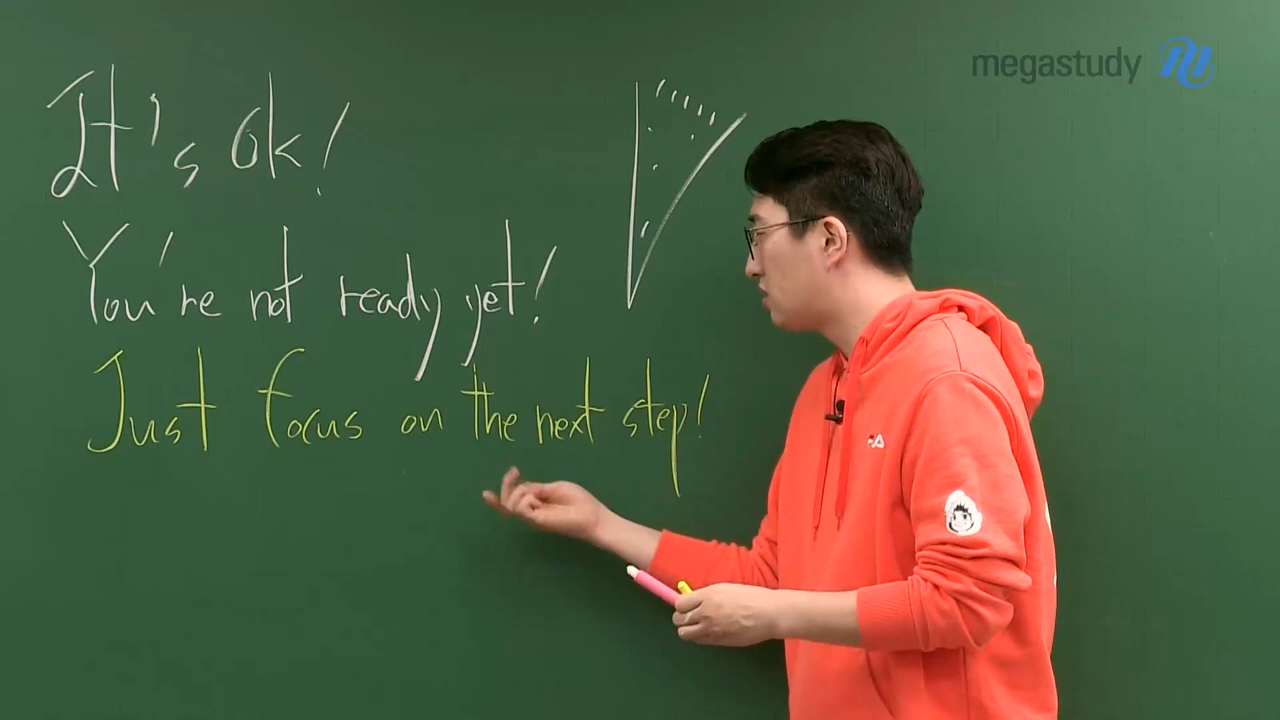 megastudy
It's ok!
You're not ready yet!
Just focus on the next step!